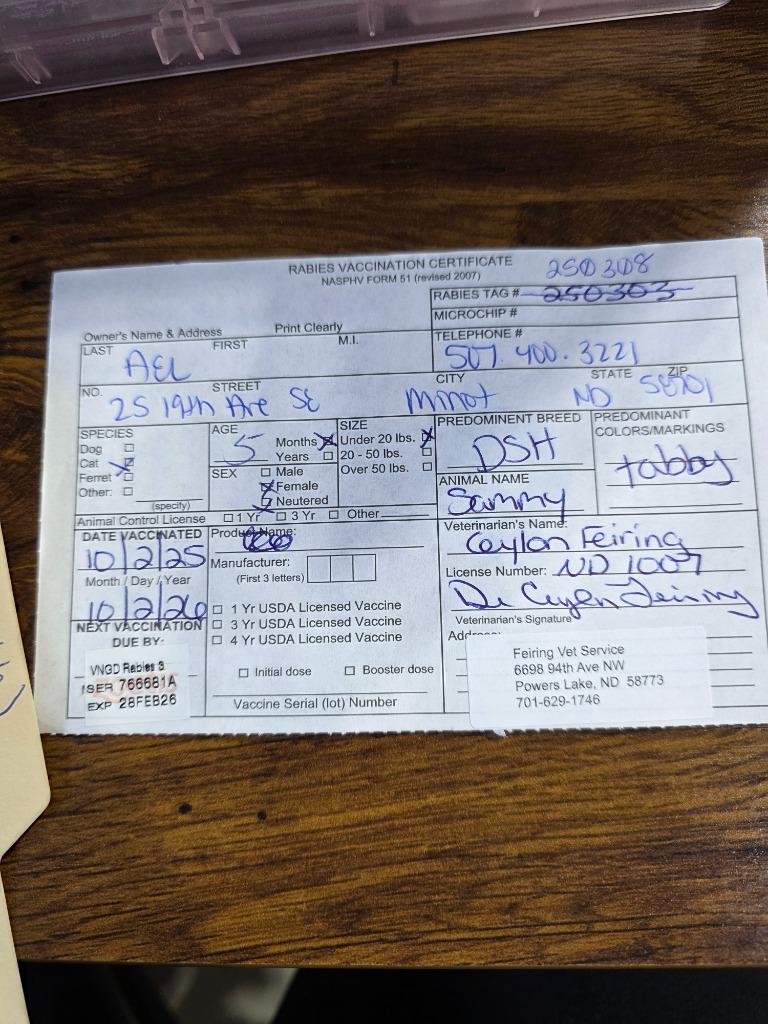 RABIES VACCINATION CERTIFICATE 250308
NASPHV FORM 51 (revised 2007)
RABIES TAG # 250303
MICROCHIP #
Owner's Name & Address Print Clearly
LAST FIRST M.I. TELEPHONE #
AEL 507.400.3221
NO. STREET CITY STATE ZIP
25 19th Ave SE Minot ND 58701
SPECIES
Dog
Cat
Ferret
Other:
(specify)
AGE
5 Months
Years
SIZE
Under 20 lbs.
20 - 50 lbs.
Over 50 lbs.
SEX
Male
Female
Neutered
PREDOMINENT BREED
DSH
PREDOMINANT
COLORS/MARKINGS
tabby
ANIMAL NAME
Sammy
Animal Control License 1 Yr 3 Yr Other
DATE VACCINATED
10/2/25
Month / Day / Year
10/2/26
NEXT VACCINATION
DUE BY:
VNGD Rabies 3
SER 766681A
EXP 28FEB26
Product Name:
Manufacturer:
(First 3 letters)
1 Yr USDA Licensed Vaccine
3 Yr USDA Licensed Vaccine
4 Yr USDA Licensed Vaccine
Initial dose Booster dose
Vaccine Serial (lot) Number
Veterinarian's Name:
Ceylon Feiring
License Number: ND 1007
Dr Ceylon Feiring
Veterinarian's Signature
Feiring Vet Service
6698 94th Ave NW
Powers Lake, ND 58773
701-629-1746